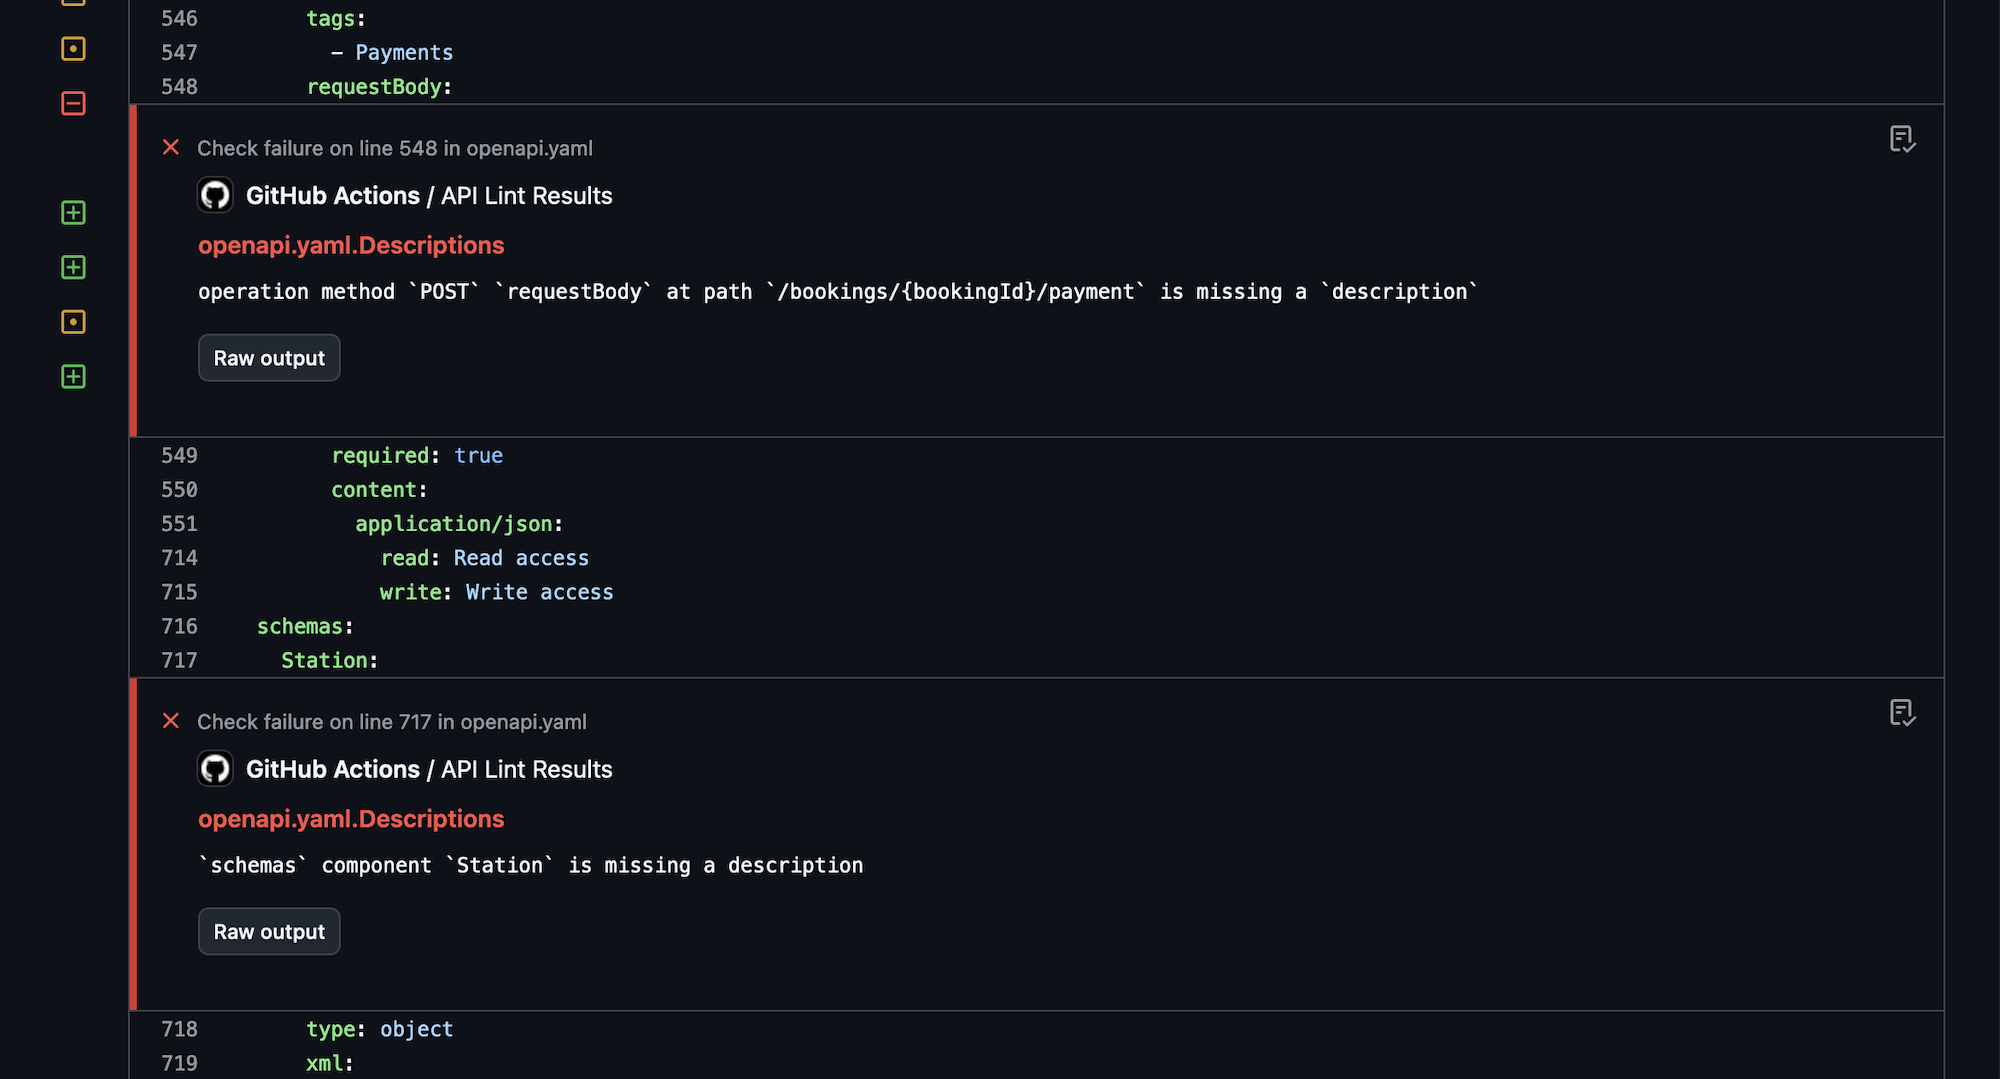 546 tags:
547 - Payments
548 requestBody:
Check failure on line 548 in openapi.yaml
GitHub Actions / API Lint Results
openapi.yaml.Descriptions
operation method `POST` `requestBody` at path `/bookings/{bookingId}/payment` is missing a `description`
Raw output
549 required: true
550 content:
551 application/json:
714 read: Read access
715 write: Write access
716 schemas:
717 Station:
Check failure on line 717 in openapi.yaml
GitHub Actions / API Lint Results
openapi.yaml.Descriptions
`schemas` component `Station` is missing a description
Raw output
718 type: object
719 xml: